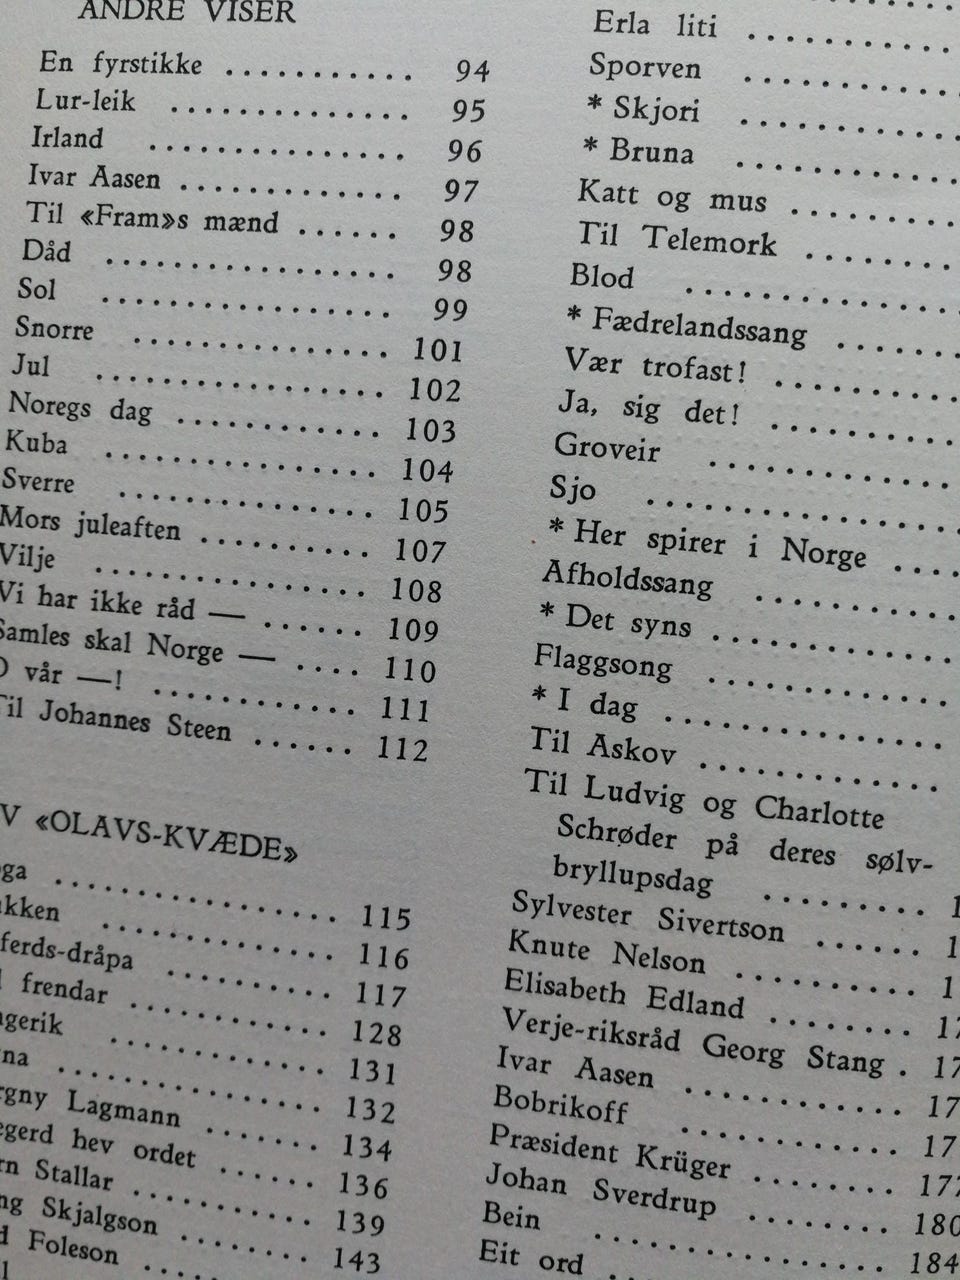 ANDRE VISER
En fyrstikke ........... 94
Lur-leik .............. 95
Irland ............... 96
Ivar Aasen ............. 97
Til «Fram»s mænd ...... 98
Dåd ................. 98
Sol ................. 99
Snorre ............... 101
Jul ................. 102
Noregs dag ............ 103
Kuba ................ 104
Sverre ............... 105
Mors juleaften .......... 107
Vilje ................ 108
Vi har ikke råd — ...... 109
Samles skal Norge — .... 110
O vår —! ............ 111
Til Johannes Steen ...... 112
«OLAVS-KVÆDE»
................. 115
.............. 116
............ 117
frendar ............ 128
............. 131
................ 132
Lagmann ....... 134
hev ordet ...... 136
Stallar ........... 139
Skjalgson ........ 143
Foleson
Erla liti
Sporven
* Skjori
* Bruna
Katt og mus
Til Telemork
Blod
* Fædrelandssang
Vær trofast!
Ja, sig det!
Groveir
Sjo
* Her spirer i Norge
Afholdssang
* Det syns
Flaggsong
* I dag
Til Askov
Til Ludvig og Charlotte
Schrøder på deres sølv-
bryllupsdag
Sylvester Sivertson
Knute Nelson
Elisabeth Edland
Verje-riksråd Georg Stang .
Ivar Aasen
Bobrikoff
Præsident Krüger ........ 177
Johan Sverdrup ........ 180
Bein ................ 184
Eit ord